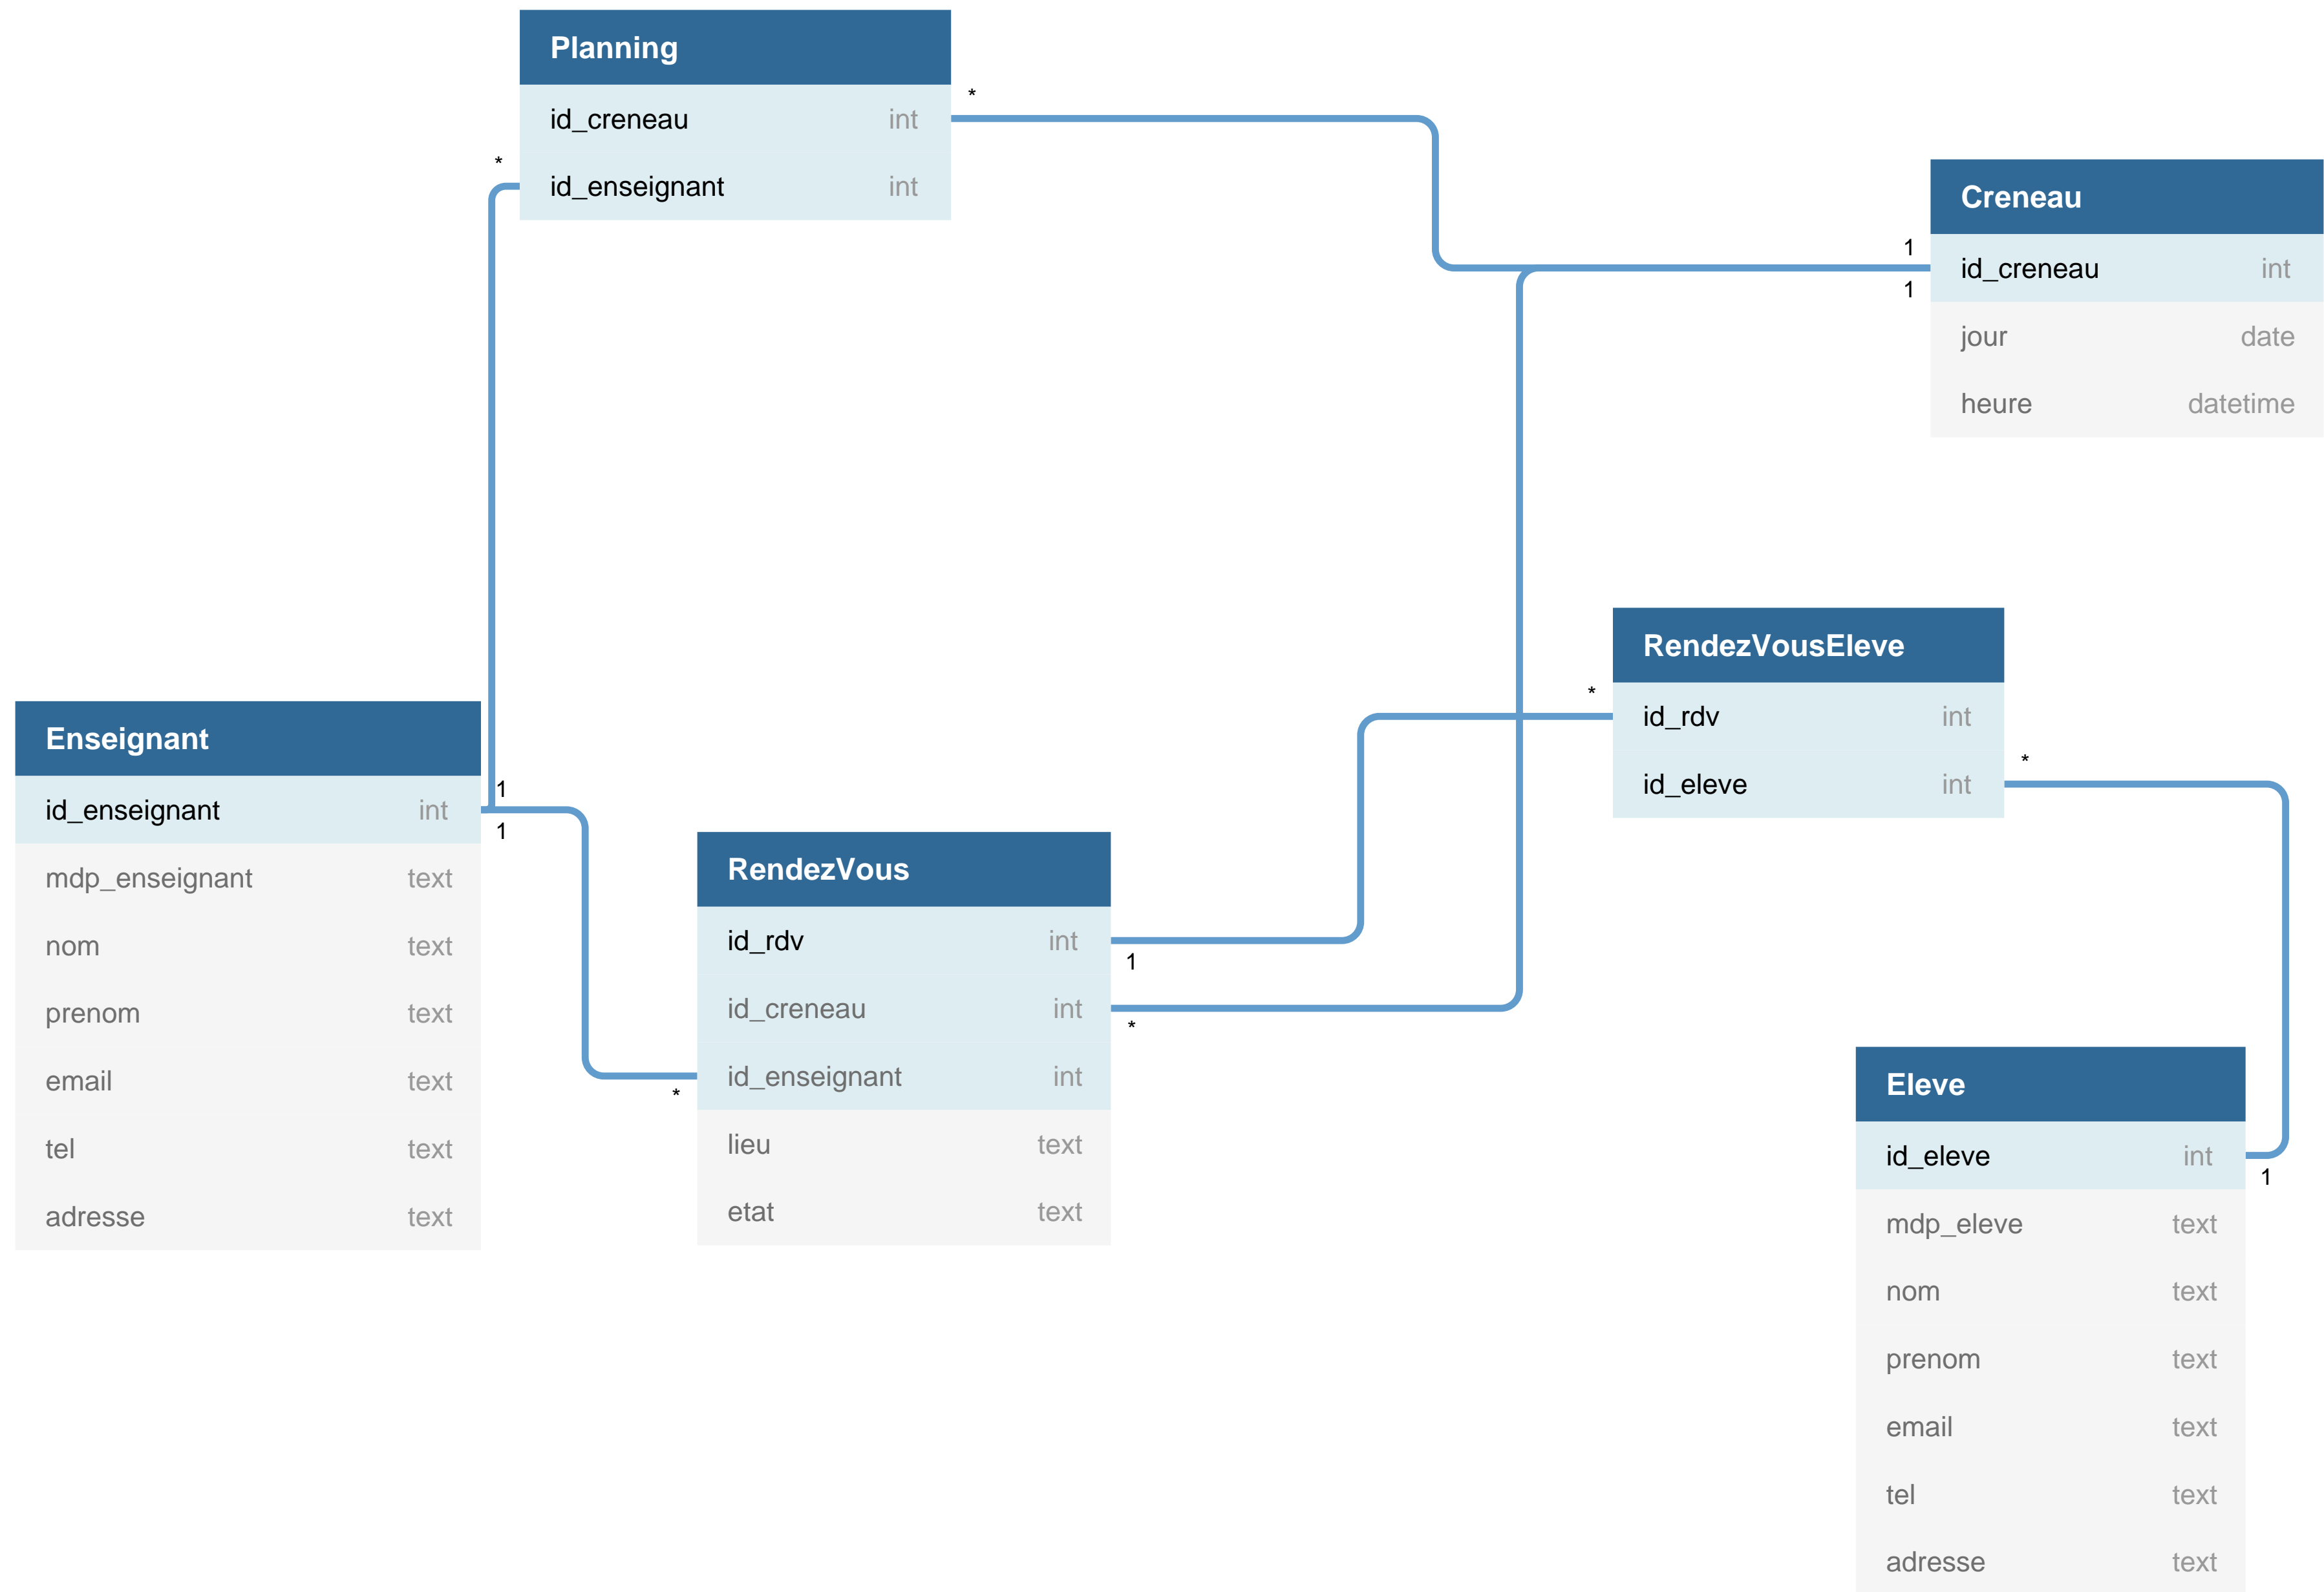 Planning
id_creneau int
id_enseignant int
*
*
Creneau
id_creneau int
jour date
heure datetime
1
1
RendezVousEleve
id_rdv int
id_eleve int
*
*
Enseignant
id_enseignant int
mdp_enseignant text
nom text
prenom text
email text
tel text
adresse text
1
1
RendezVous
id_rdv int
id_creneau int
id_enseignant int
lieu text
etat text
1
*
*
Eleve
id_eleve int
mdp_eleve text
nom text
prenom text
email text
tel text
adresse text
1